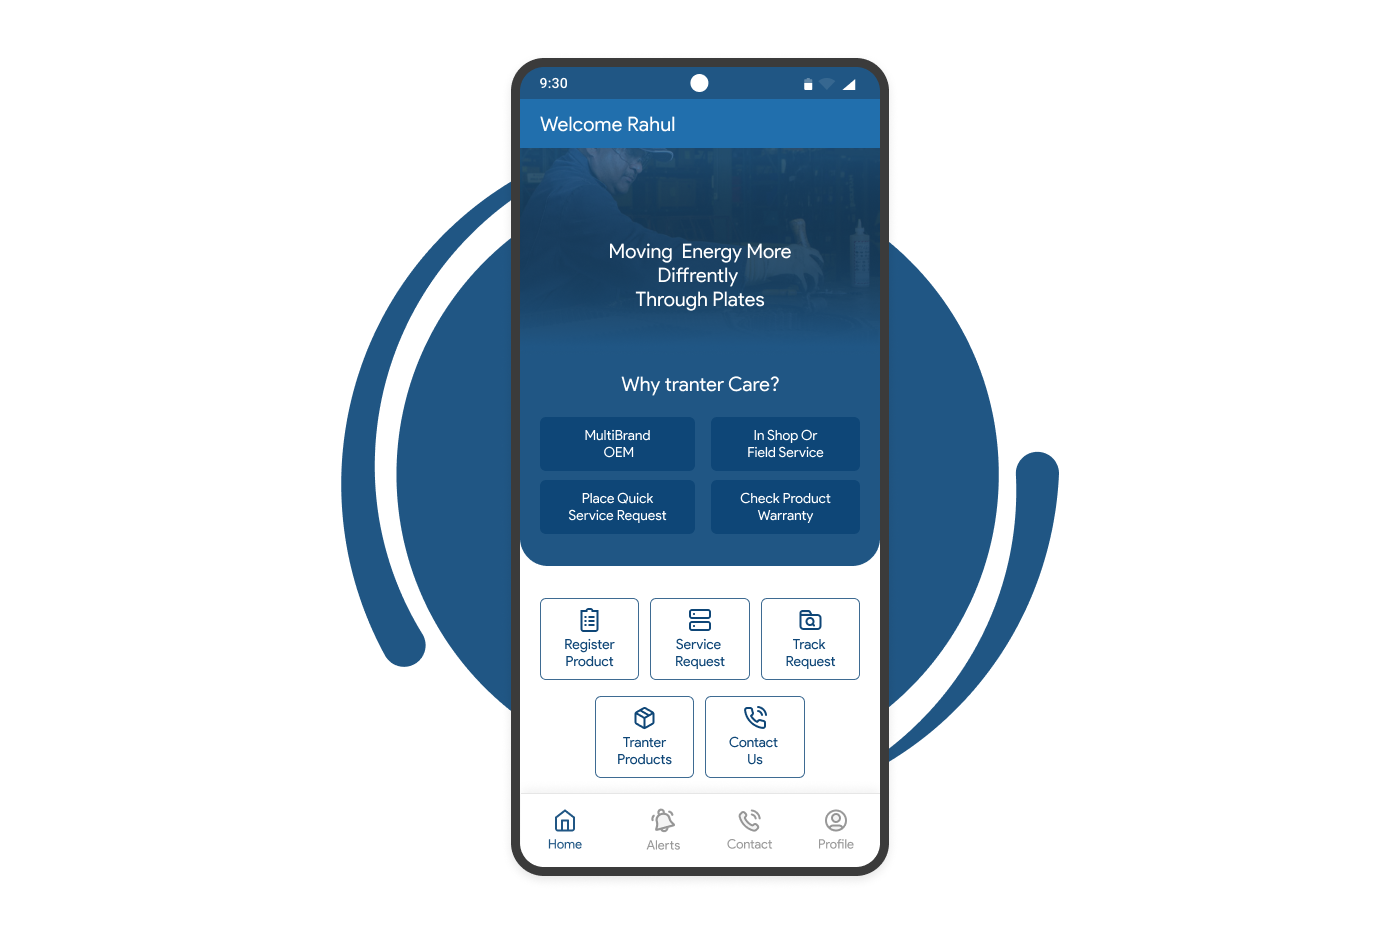 9:30
Welcome Rahul
Moving  Energy More
Diffrently
Through Plates
Why tranter Care?
MultiBrand
OEM
In Shop Or
Field Service
Place Quick
Service Request
Check Product
Warranty
Register
Product
Service
Request
Track
Request
Tranter
Products
Contact
Us
Home
Alerts
Contact
Profile